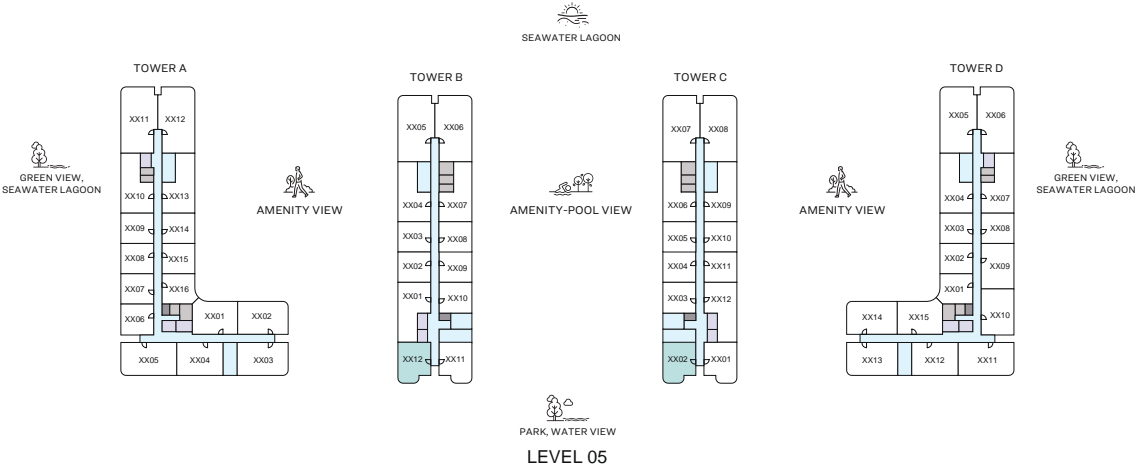 SEAWATER LAGOON
TOWER A
TOWER B
TOWER C
TOWER D
XX11 XX12
XX05 XX06
XX07 XX08
XX05 XX06
GREEN VIEW,
SEAWATER LAGOON
AMENITY VIEW
AMENITY-POOL VIEW
AMENITY VIEW
GREEN VIEW,
SEAWATER LAGOON
XX10 XX13
XX04 XX07
XX06 XX09
XX04 XX07
XX09 XX14
XX03 XX08
XX05 XX10
XX03 XX08
XX08 XX15
XX02 XX09
XX04 XX11
XX02 XX09
XX07 XX16
XX01 XX10
XX03 XX12
XX01
XX10
XX06 XX01 XX02
XX14 XX15
XX05 XX04 XX03
XX12 XX11
XX02 XX01
XX13 XX12 XX11
PARK, WATER VIEW
LEVEL 05